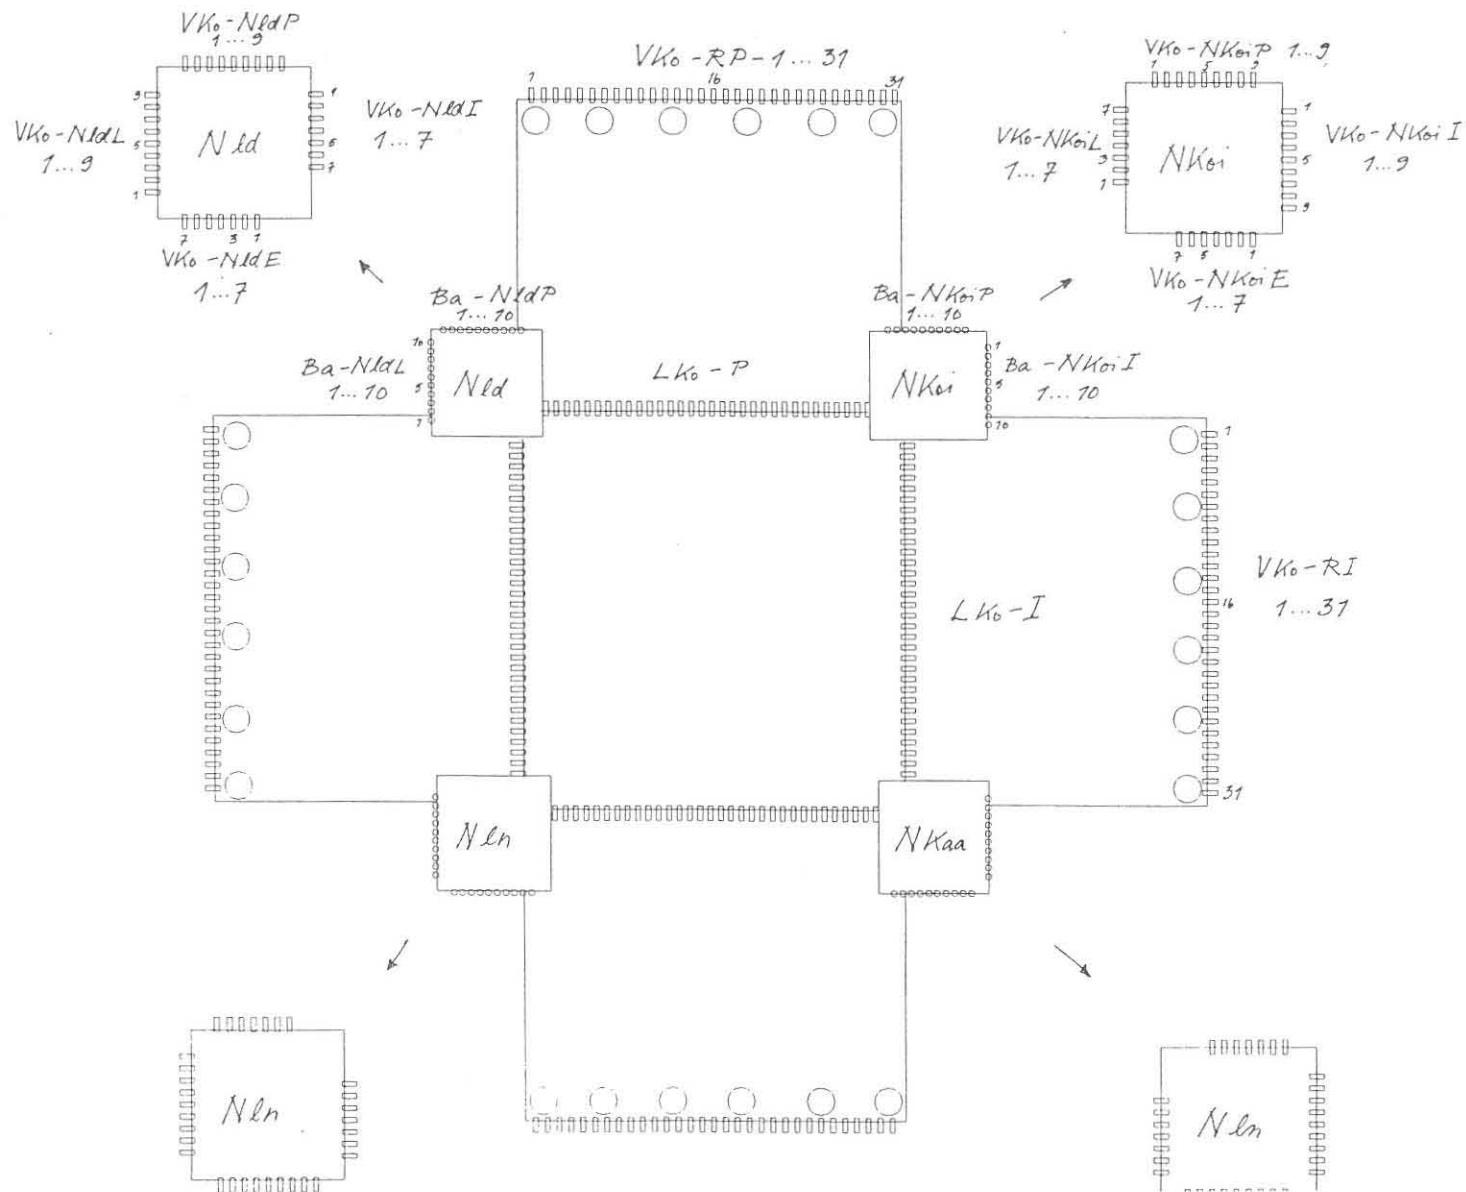 VKo-NldP
1...9
VKo-RP-1...31
1
16
31
VKo-NKoiP 1...9
1
5
9
VKo-NldL
1...9
9
5
1
Nld
1
5
7
VKo-NldI
1...7
7
3
1
VKo-NldE
1...7
VKo-NKoiL
1...7
7
3
1
NKoi
1
5
9
VKo-NKoiI
1...9
7
5
1
VKo-NKoiE
1...7
Ba-NldP
1...10
Ba-NKoiP
1...10
Ba-NldL
1...10
10
5
1
Nld
LKo-P
NKoi
1
5
10
Ba-NKoiI
1...10
LKo-I
1
16
31
VKo-RI
1...31
Nln
NKaa
Nln
Nln